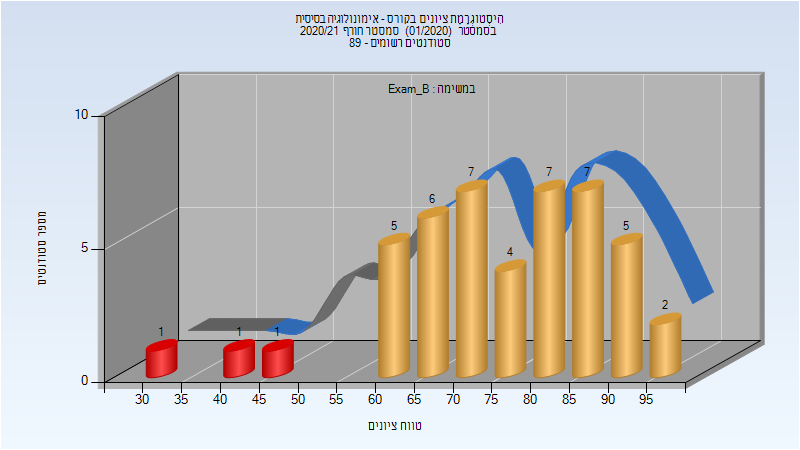 היסטוגרמת ציונים בקורס - אימונולוגיה בסיסית
בסמסטר (01/2020) סמסטר חורף 2020/21
סטודנטים רשומים - 89
במשימה : Exam_B
מספר סטודנטים
10
5
0
1
1
1
5
6
7
4
7
7
5
2
30 35 40 45 50 55 60 65 70 75 80 85 90 95
טווח ציונים